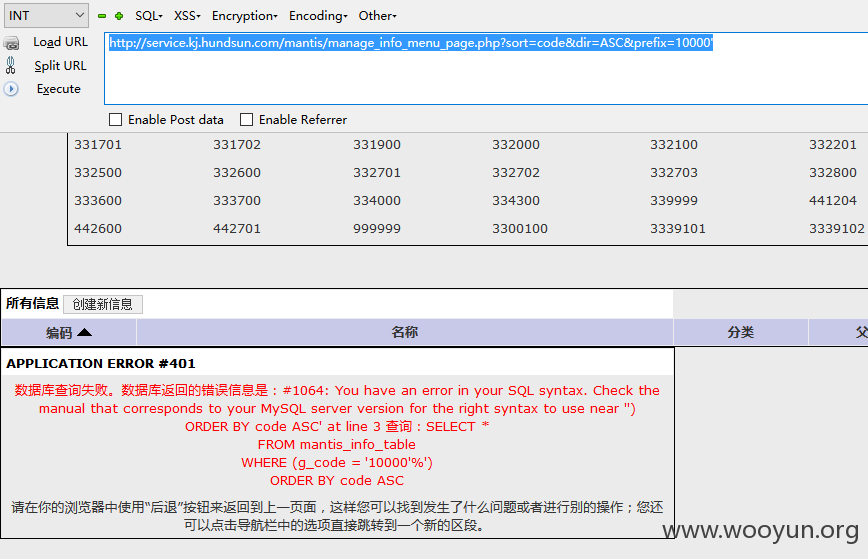 INT SQL XSS Encryption Encoding Other
Load URL http://service.kj.hundsun.com/mantis/manage_info_menu_page.php?sort=code&dir=ASC&prefix=10000'
Split URL
Execute
Enable Post data Enable Referrer
331701 331702 331900 332000 332100 332201
332500 332600 332701 332702 332703 332800
333600 333700 334000 334300 339999 441204
442600 442701 999999 3300100 3339101 3339102
所有信息 创建新信息
编码 名称 分类 父
APPLICATION ERROR #401
数据库查询失败。数据库返回的错误信息是：#1064: You have an error in your SQL syntax. Check the
manual that corresponds to your MySQL server version for the right syntax to use near '')
ORDER BY code ASC' at line 3 查询：SELECT *
FROM mantis_info_table
WHERE (g_code = '10000'%')
ORDER BY code ASC
请在你的浏览器中使用“后退”按钮来返回到上一页面，这样您可以找到发生了什么问题或者进行别的操作；您还
可以点击导航栏中的选项直接跳转到一个新的区段。
www.wooyun.org